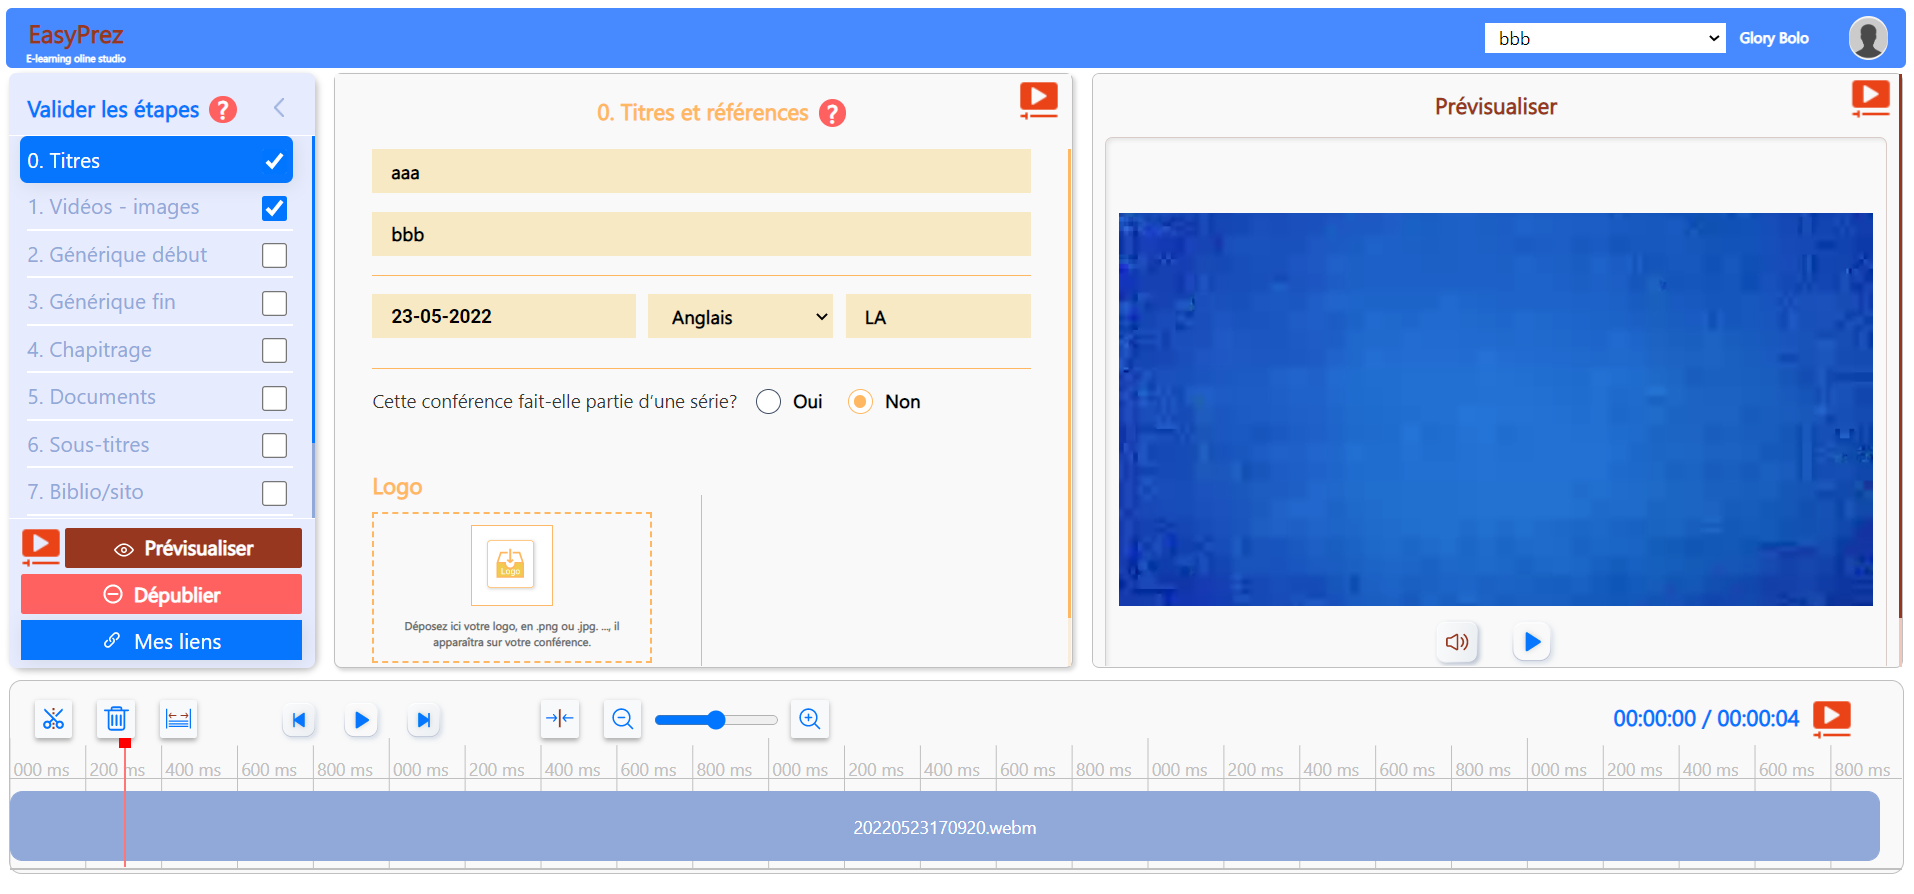 EasyPrez
E-learning oline studio
bbb
Glory Bolo
Valider les étapes ?
0. Titres
1. Vidéos - images
2. Générique début
3. Générique fin
4. Chapitrage
5. Documents
6. Sous-titres
7. Biblio/sito
Prévisualiser
Dépublier
Mes liens
0. Titres et références ?
aaa
bbb
23-05-2022 Anglais LA
Cette conférence fait-elle partie d'une série? Oui Non
Logo
Logo
Déposez ici votre logo, en .png ou .jpg. ..., il
apparaîtra sur votre conférence.
Prévisualiser
00:00:00 / 00:00:04
000 ms 200 ms 400 ms 600 ms 800 ms 000 ms 200 ms 400 ms 600 ms 800 ms 000 ms 200 ms 400 ms 600 ms 800 ms 000 ms 200 ms 400 ms 600 ms 800 ms 000 ms 200 ms 400 ms 600 ms 800 ms
20220523170920.webm